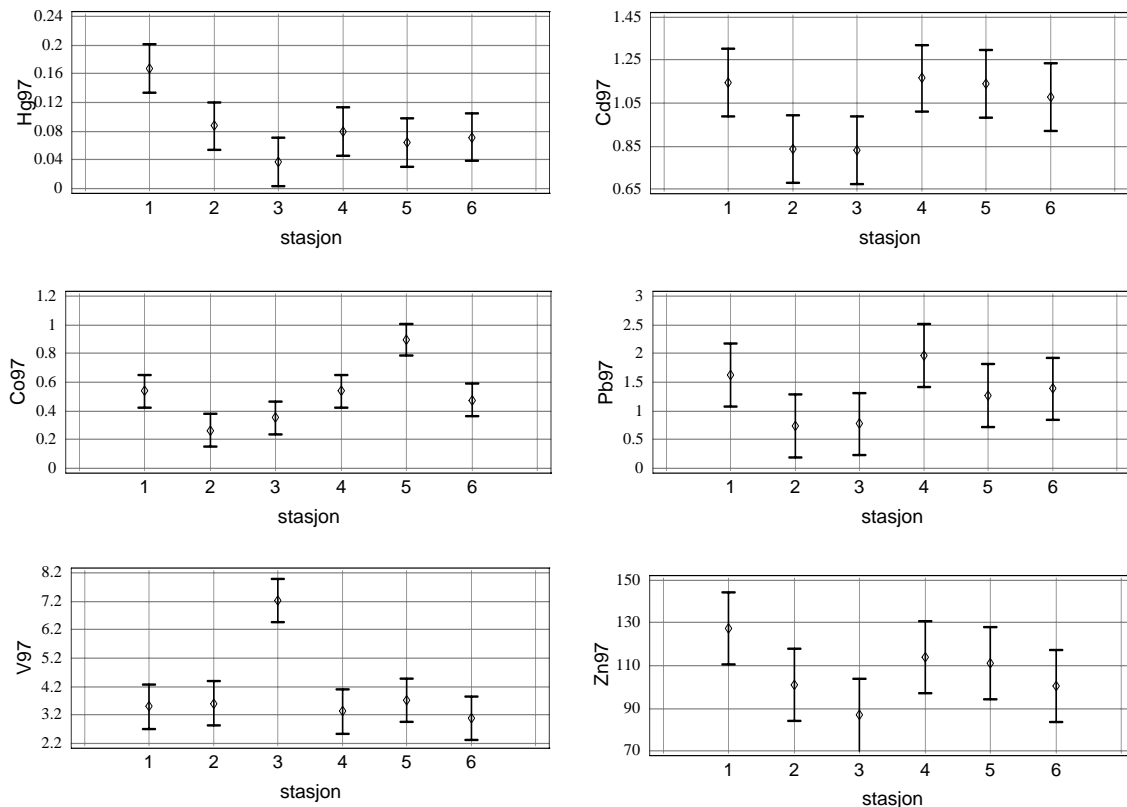 0.24
0.2
0.16
0.12
0.08
0.04
0
Hg97
1 2 3 4 5 6
stasjon
1.45
1.25
1.05
0.85
0.65
Cd97
1 2 3 4 5 6
stasjon
1.2
1
0.8
0.6
0.4
0.2
0
Co97
1 2 3 4 5 6
stasjon
3
2.5
2
1.5
1
0.5
0
Pb97
1 2 3 4 5 6
stasjon
8.2
7.2
6.2
5.2
4.2
3.2
2.2
V97
1 2 3 4 5 6
stasjon
150
130
110
90
70
Zn97
1 2 3 4 5 6
stasjon